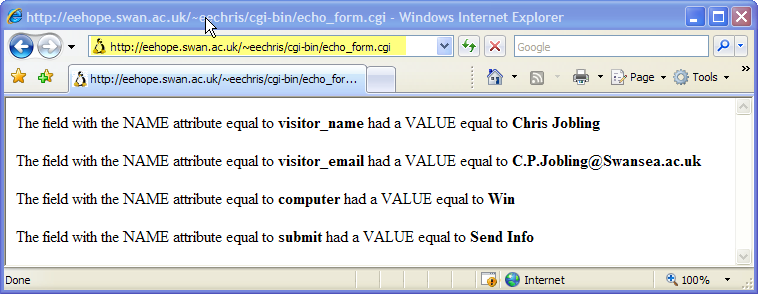 http://eehope.swan.ac.uk/~eechris/cgi-bin/echo_form.cgi - Windows Internet Explorer
http://eehope.swan.ac.uk/~eechris/cgi-bin/echo_form.cgi Google
http://eehope.swan.ac.uk/~eechris/cgi-bin/echo_for... Page Tools
The field with the NAME attribute equal to visitor_name had a VALUE equal to Chris Jobling
The field with the NAME attribute equal to visitor_email had a VALUE equal to C.P.Jobling@Swansea.ac.uk
The field with the NAME attribute equal to computer had a VALUE equal to Win
The field with the NAME attribute equal to submit had a VALUE equal to Send Info
Done Internet 100%